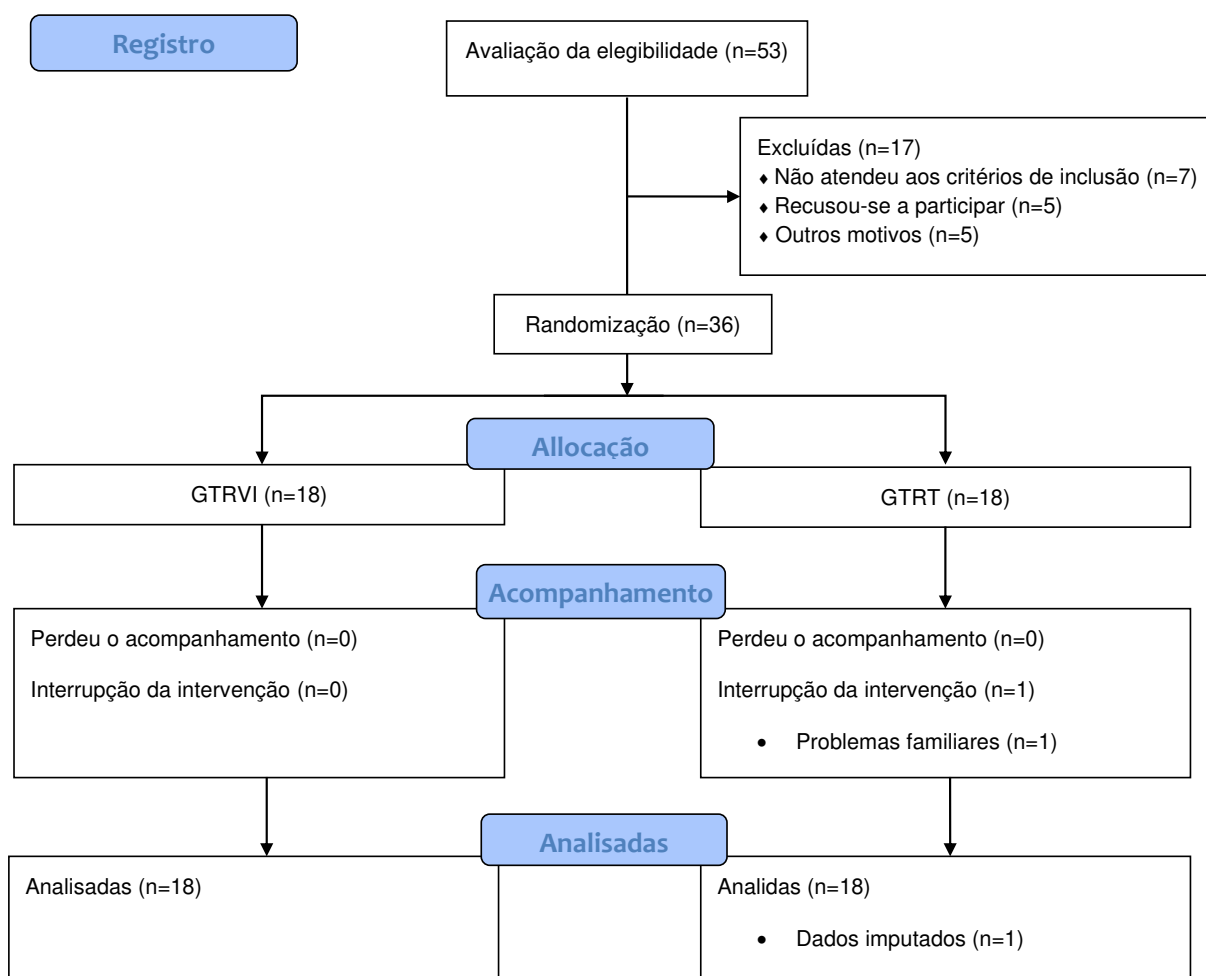 Registro
Avaliação da elegibilidade (n=53)
Excluídas (n=17)
♦ Não atendeu aos critérios de inclusão (n=7)
♦ Recusou-se a participar (n=5)
♦ Outros motivos (n=5)
Randomização (n=36)
Allocação
GTRVI (n=18)
GTRT (n=18)
Acompanhamento
Perdeu o acompanhamento (n=0)
Interrupção da intervenção (n=0)
Perdeu o acompanhamento (n=0)
Interrupção da intervenção (n=1)
• Problemas familiares (n=1)
Analisadas
Analisadas (n=18)
Analidas (n=18)
• Dados imputados (n=1)